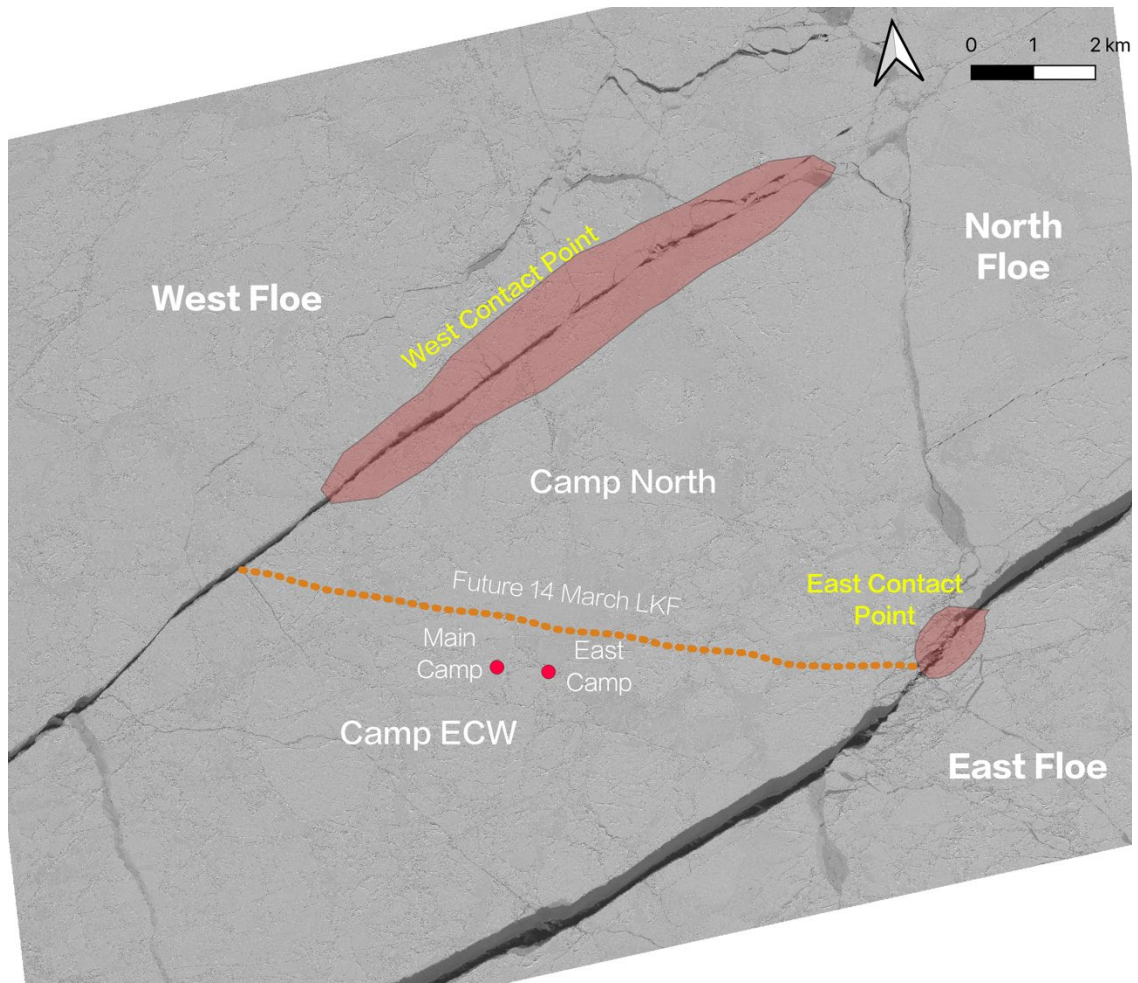 0 1 2 km
North
Floe
West Floe
West Contact Point
Camp North
East Contact
Point
Future 14 March LKF
Main
Camp
East
Camp
Camp ECW
East Floe